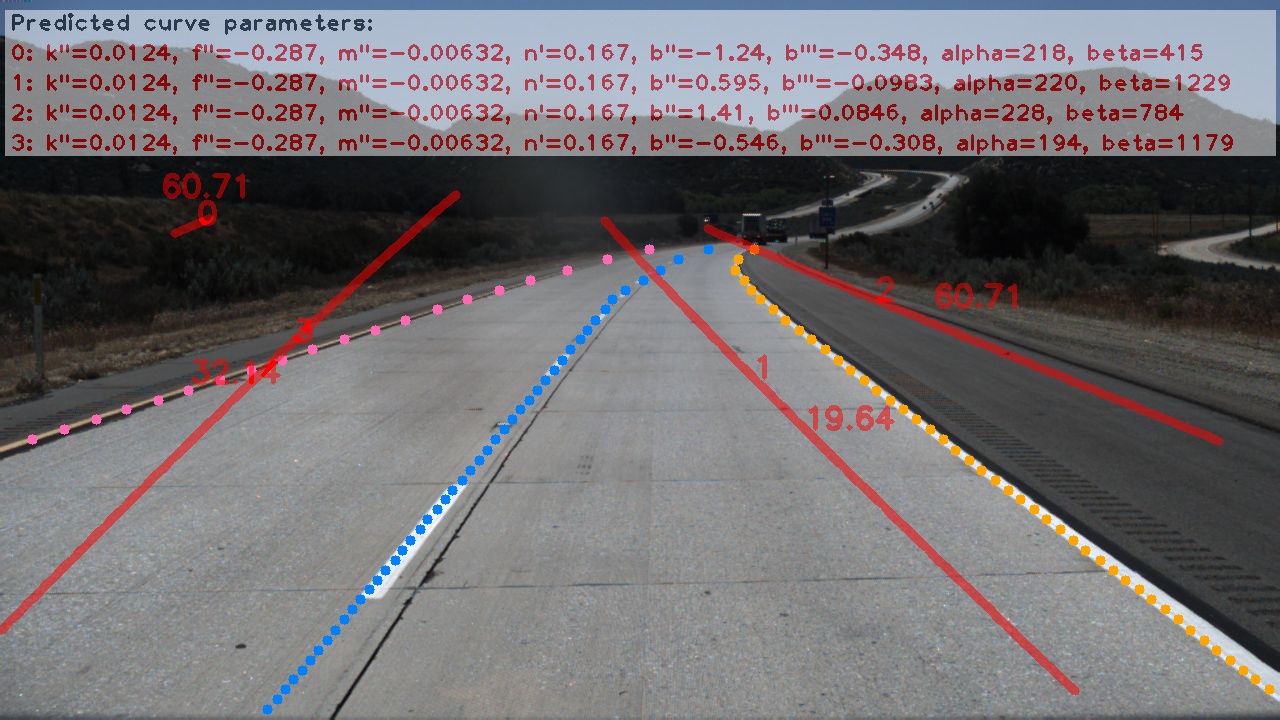 Predicted curve parameters:
0: k''=0.0124, f''=-0.287, m''=-0.00632, n'=0.167, b''=-1.24, b'''=-0.348, alpha=218, beta=415
1: k''=0.0124, f''=-0.287, m''=-0.00632, n'=0.167, b''=0.595, b'''=-0.0983, alpha=220, beta=1229
2: k''=0.0124, f''=-0.287, m''=-0.00632, n'=0.167, b''=1.41, b'''=0.0846, alpha=228, beta=784
3: k''=0.0124, f''=-0.287, m''=-0.00632, n'=0.167, b''=-0.546, b'''=-0.308, alpha=194, beta=1179
60.71
0
2
60.71
3
32.14
1
19.64